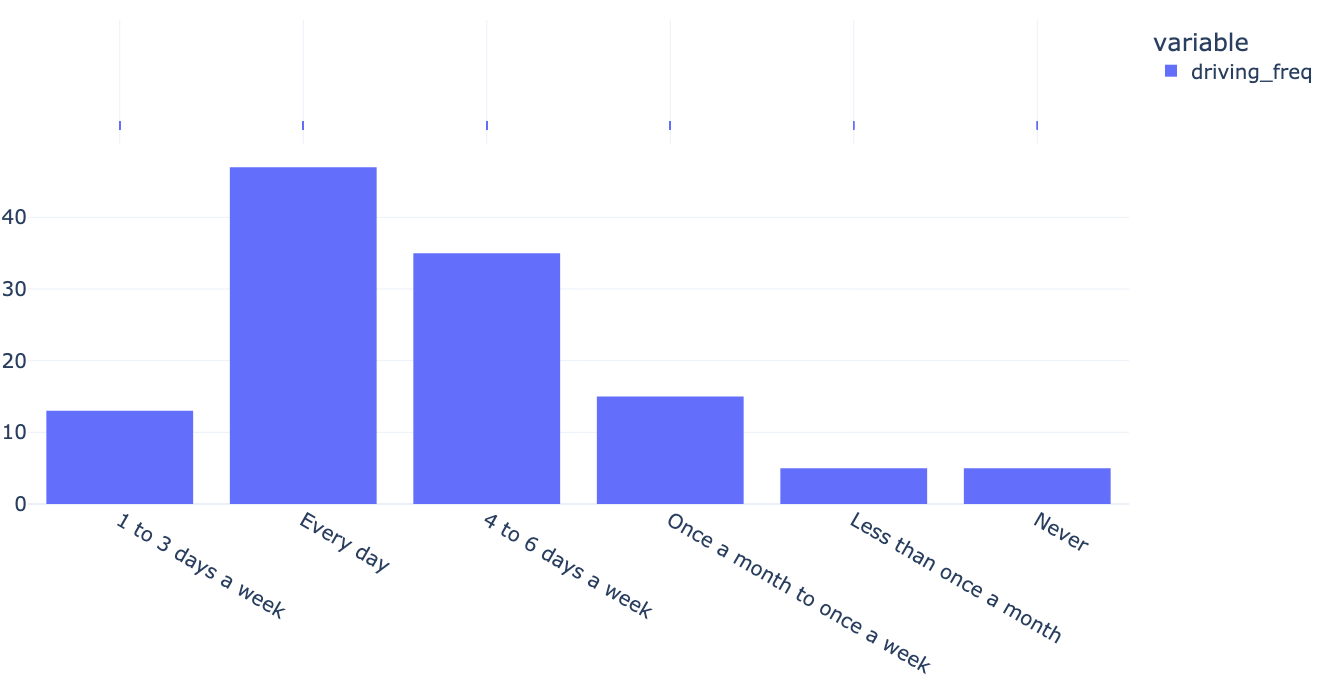 variable
driving_freq
40
30
20
10
0
1 to 3 days a week
Every day
4 to 6 days a week
Once a month to once a week
Less than once a month
Never